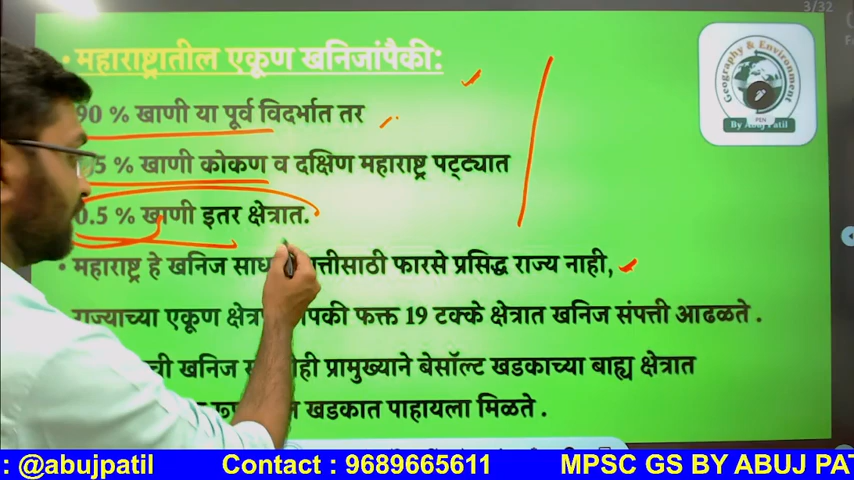 3/32
• महाराष्ट्रातील एकूण खनिजांपैकी:
90 % खाणी या पूर्व विदर्भात तर
5 % खाणी कोकण व दक्षिण महाराष्ट्र पट्ट्यात
0.5 % खाणी इतर क्षेत्रात.
• महाराष्ट्र हे खनिज फारसे प्रसिद्ध राज्य नाही,
राज्याच्या एकूण फक्त 19 टक्के क्षेत्रात खनिज संपत्ती आढळते .
खनिज प्रामुख्याने बेसॉल्ट खडकाच्या बाह्य क्षेत्रात
खडकात पाहायला मिळते .
Geography & Environment
PEN
By Abuj Patil
: @abujpatil Contact : 9689665611 MPSC GS BY ABUJ PAT